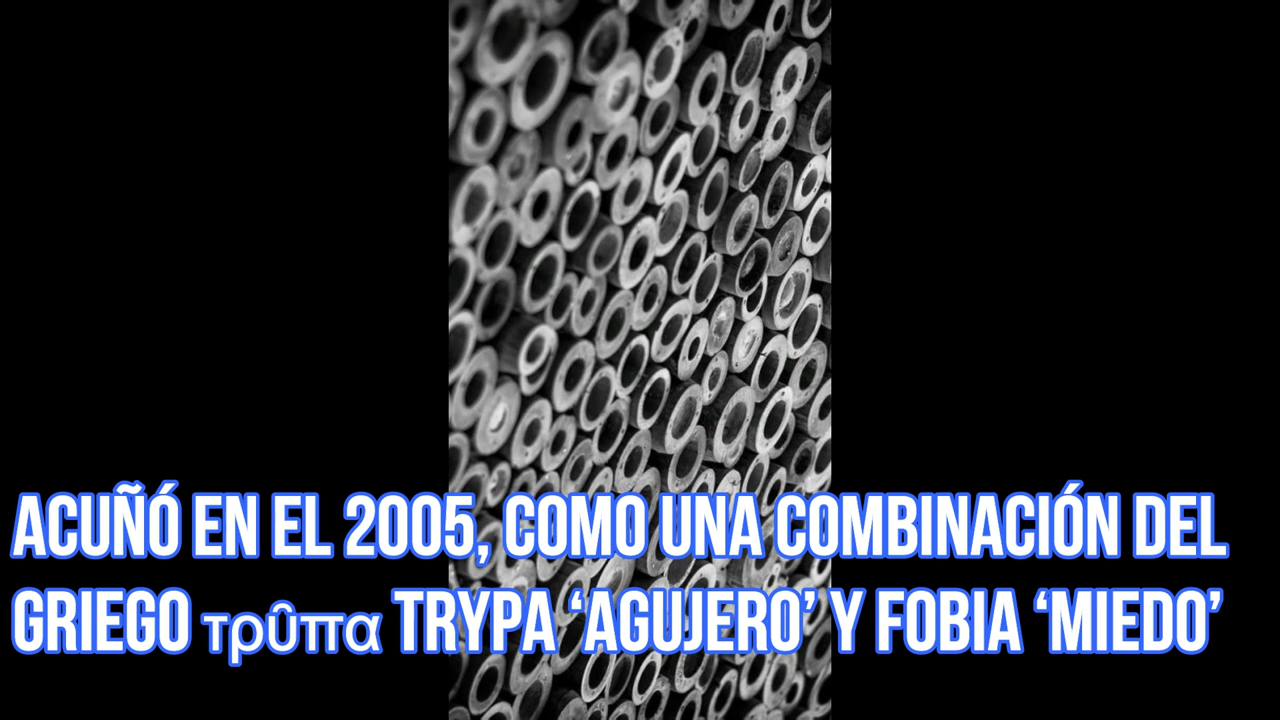 ACUÑÓ EN EL 2005, COMO UNA COMBINACIÓN DEL
GRIEGO τρῦπα TRYPA ‘AGUJERO’ Y FOBIA ‘MIEDO’